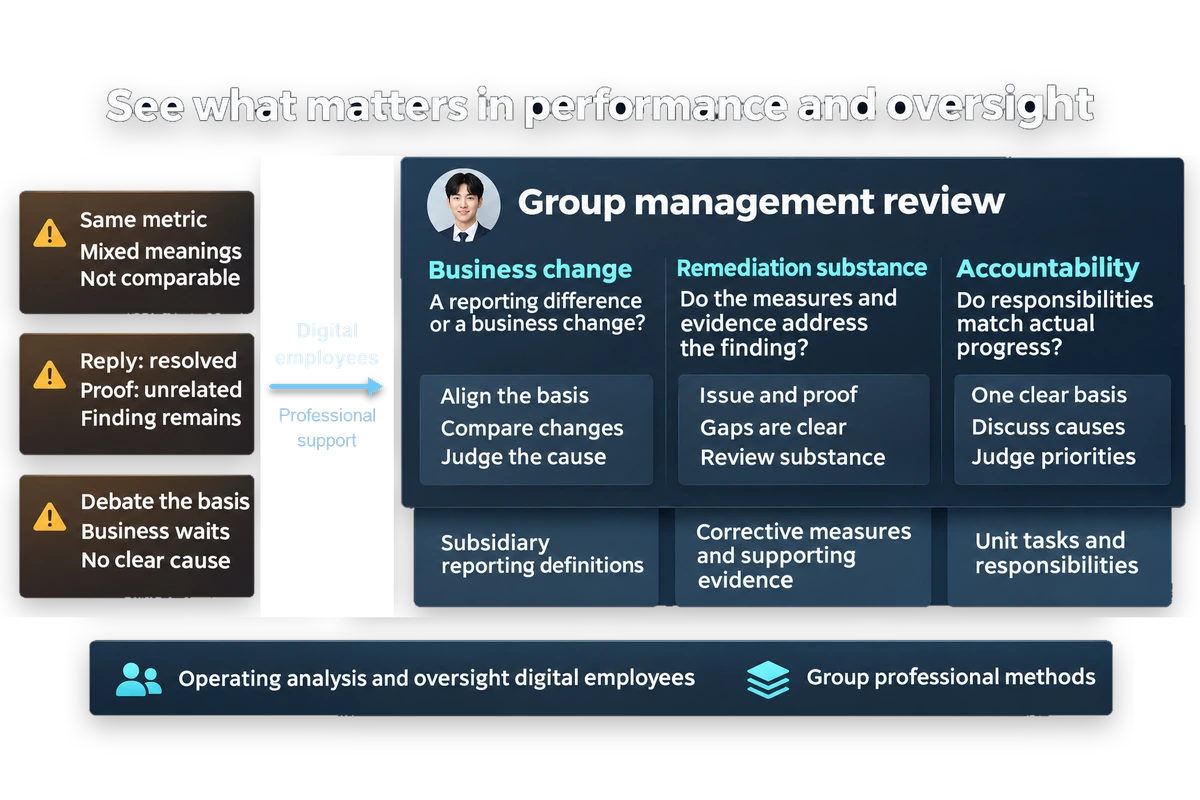 See what matters in performance and oversight
Same metric
Mixed meanings
Not comparable
Reply: resolved
Proof: unrelated
Finding remains
Debate the basis
Business waits
No clear cause
Digital
employees
Professional
support
Group management review
Business change
A reporting difference
or a business change?
Align the basis
Compare changes
Judge the cause
Subsidiary
reporting definitions
Remediation substance
Do the measures and
evidence address
the finding?
Issue and proof
Gaps are clear
Review substance
Corrective measures
and supporting
evidence
Accountability
Do responsibilities
match actual
progress?
One clear basis
Discuss causes
Judge priorities
Unit tasks and
responsibilities
Operating analysis and oversight digital employees
Group professional methods